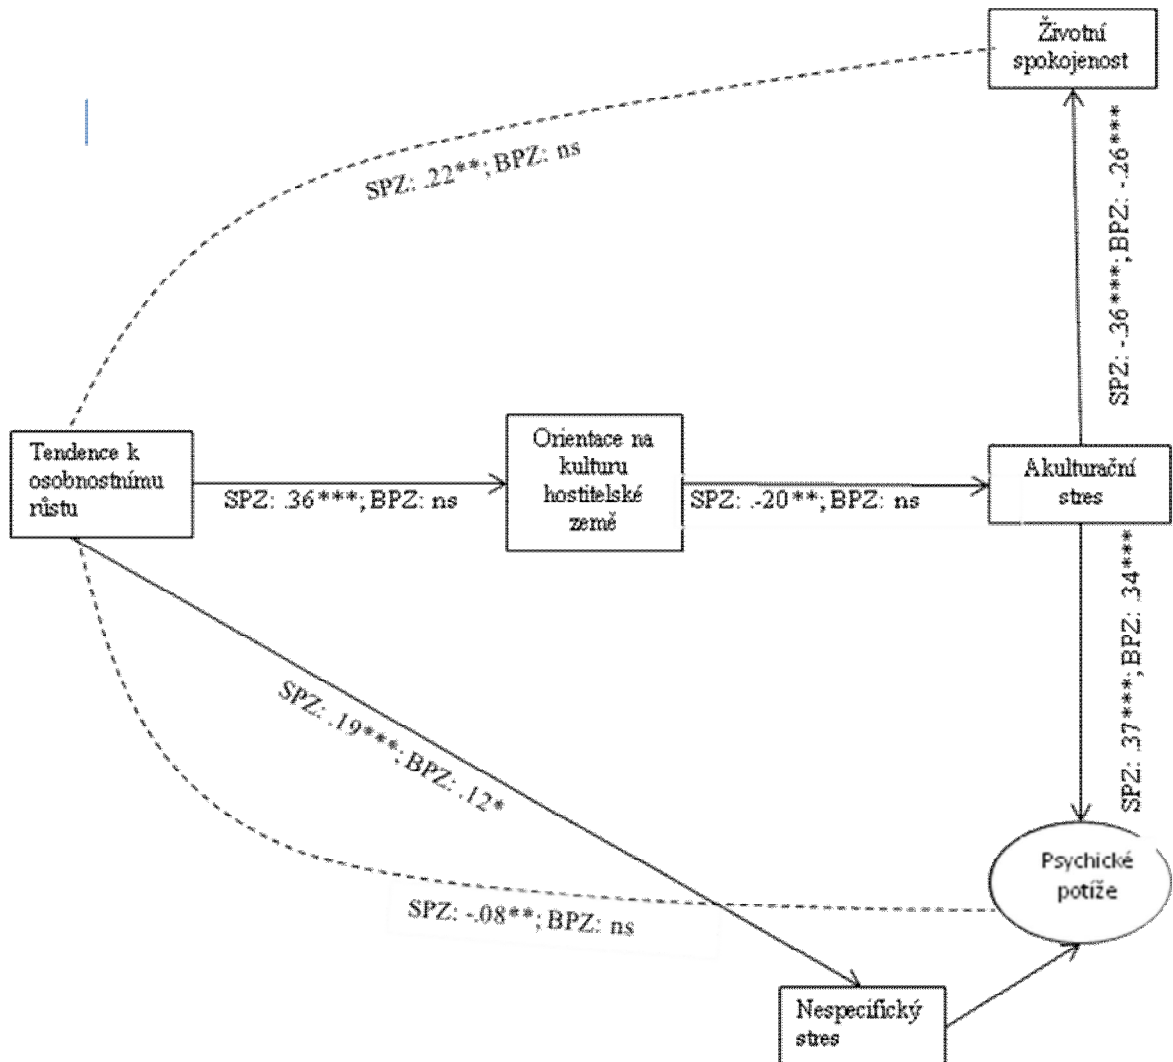 Životní
spokojenost
SPZ: .22**; BPZ: ns
SPZ: -.36***; BPZ: -.26***
Tendence k
osobnostnímu
růstu
SPZ: .36***; BPZ: ns
Orientace na
kulturu
hostitelské
země
SPZ: .-20**; BPZ: ns
Akulturační
stres
SPZ: .37***; BPZ: .34***
SPZ: .19***; BPZ: .12*
Psychické
potíže
SPZ: -.08**; BPZ: ns
Nespecifický
stres